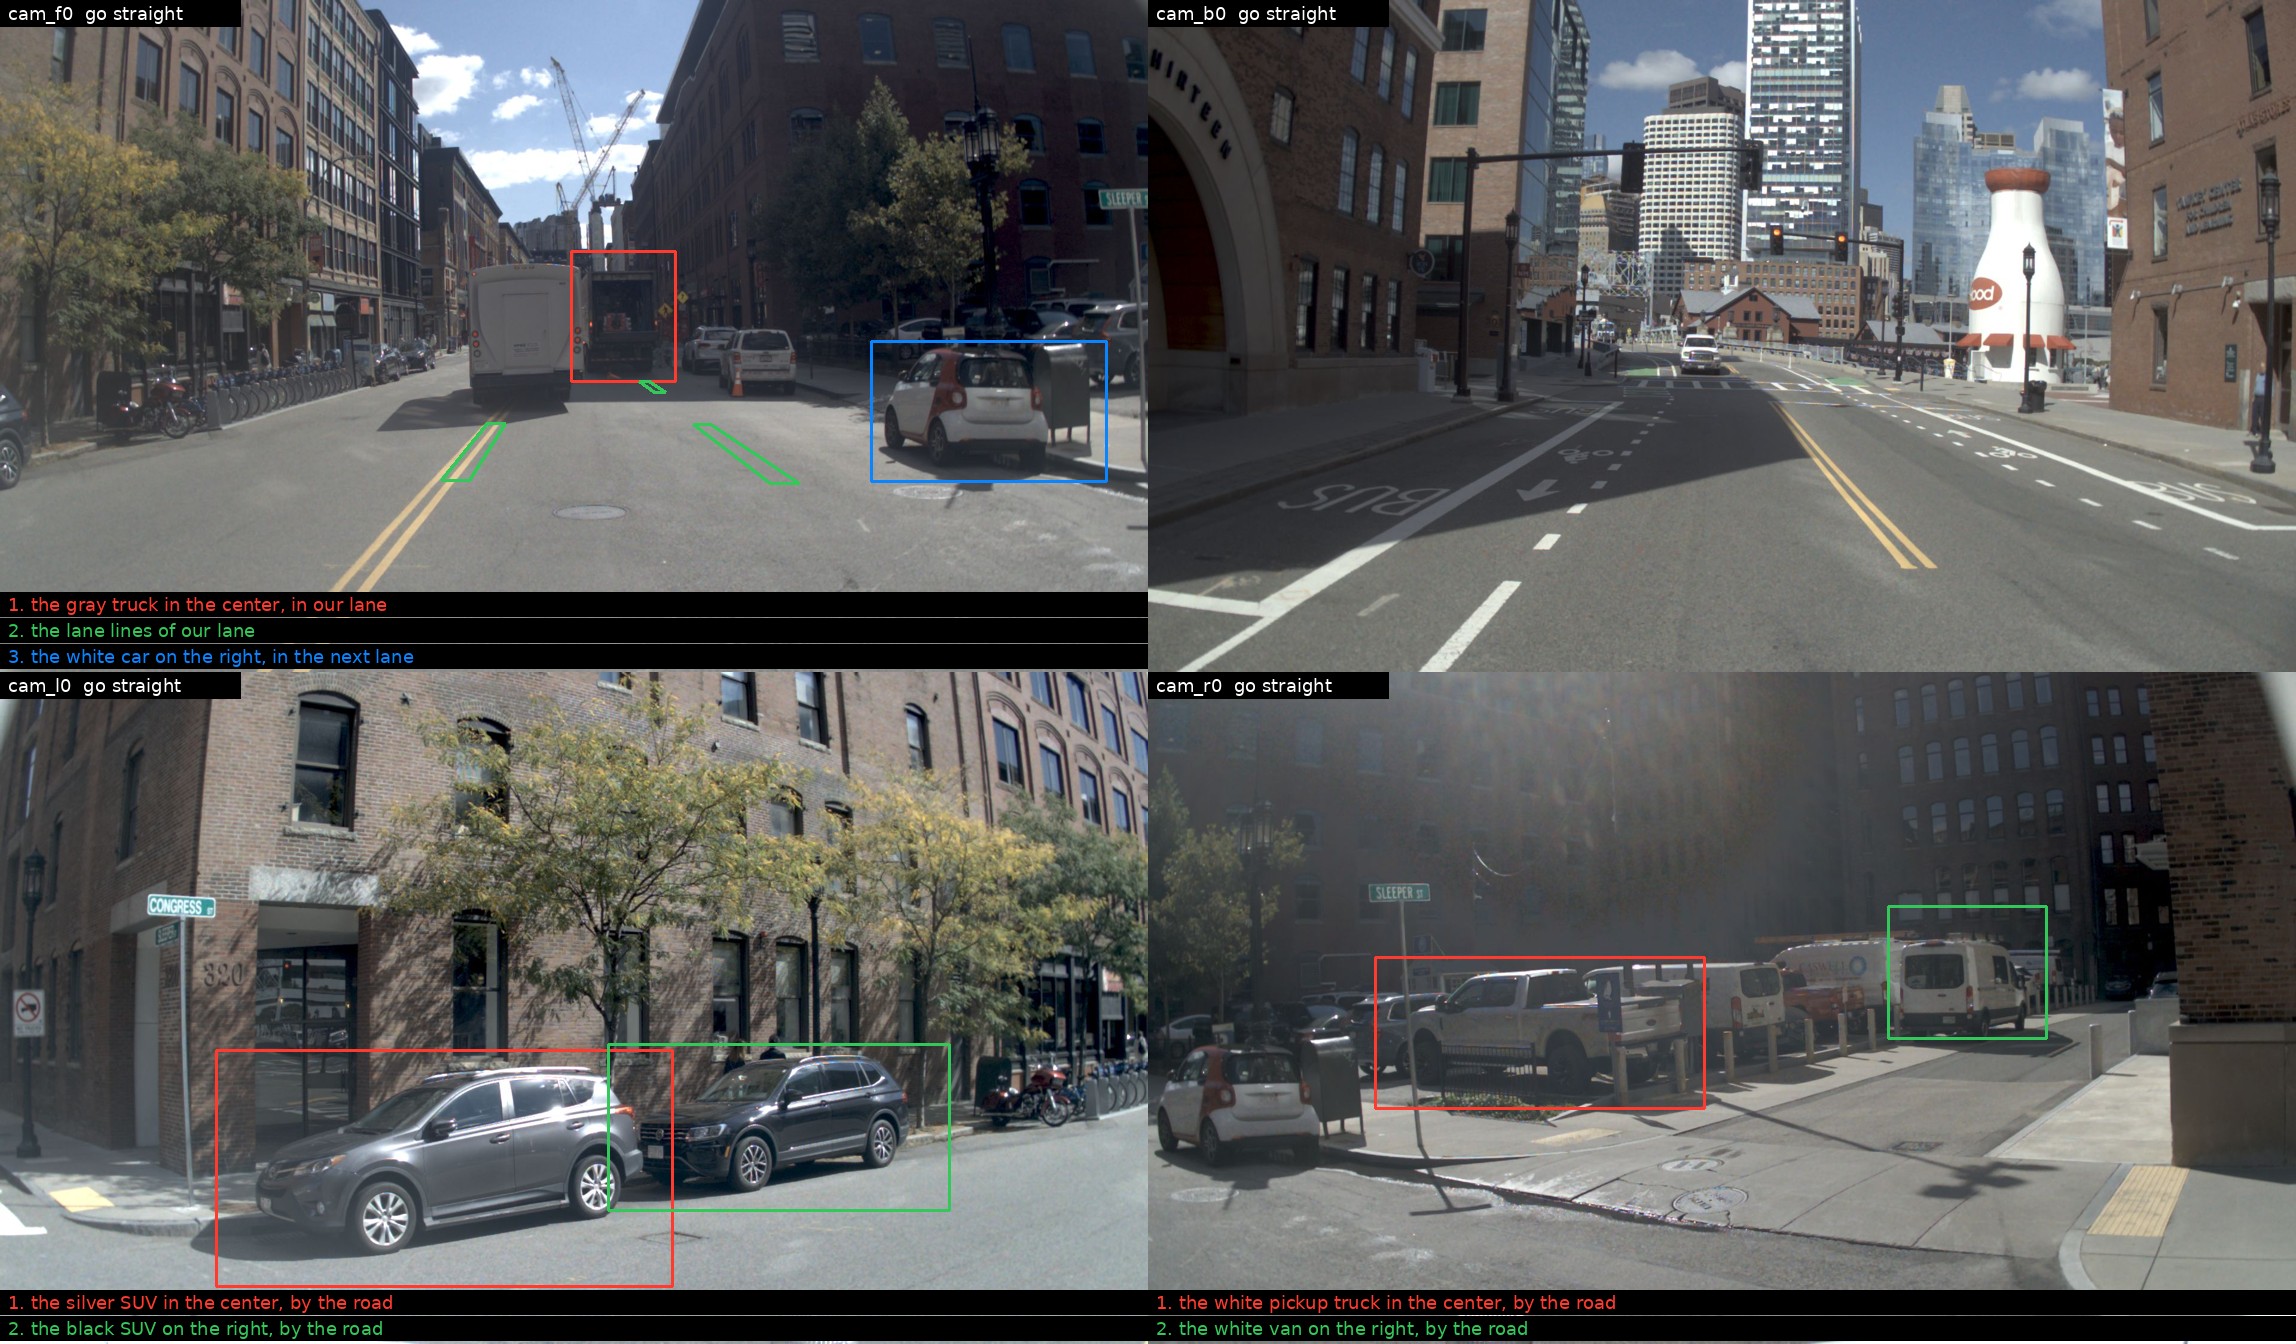 cam_f0 go straight
SLEEPER
1. the gray truck in the center, in our lane
2. the lane lines of our lane
3. the white car on the right, in the next lane
cam_b0 go straight
HIRTEEN
ood
BUS
BUS
cam_l0 go straight
CONGRESS ST
320
1. the silver SUV in the center, by the road
2. the black SUV on the right, by the road
cam_r0 go straight
SLEEPER ST
1. the white pickup truck in the center, by the road
2. the white van on the right, by the road